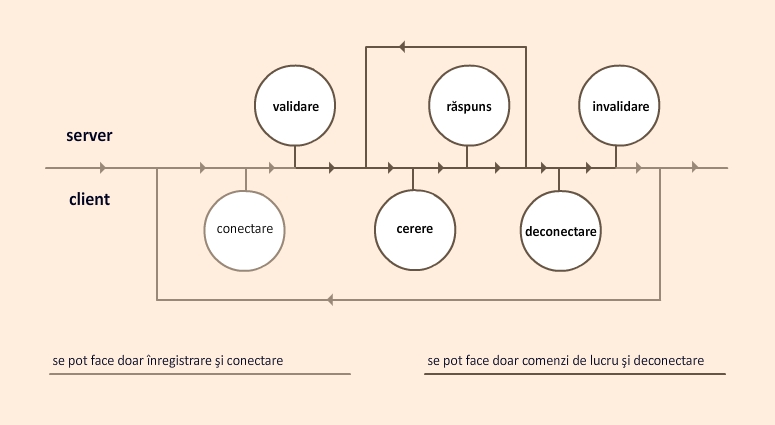 validare
răspuns
invalidare
server
client
conectare
cerere
deconectare
se pot face doar înregistrare şi conectare
se pot face doar comenzi de lucru şi deconectare